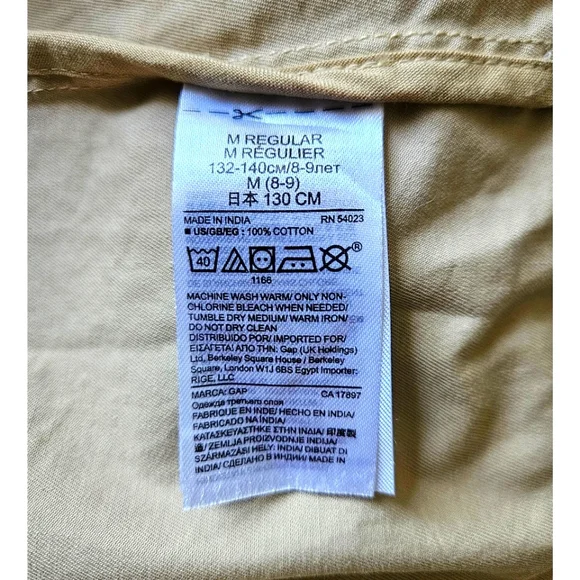 M REGULAR
M RÉGULIER
132-140см/8-9лет
M (8-9)
日本 130 CM
MADE IN INDIA RN 54023
■ US/GB/EG : 100% COTTON
40
1166
MACHINE WASH WARM/ ONLY NON-
CHLORINE BLEACH WHEN NEEDED/
TUMBLE DRY MEDIUM/ WARM IRON/
DO NOT DRY CLEAN
DISTRIBUIDO POR/ IMPORTED FOR/
ΕΙΣΑΓΕΤΑΙ ΑΠΟ ΤΗΝ: Gap (UK Holdings)
Ltd, Berkeley Square House / Berkeley
Square, London W1J 6BS Egypt Importer:
RIGE, LLC
MARCA: GAP CA 17897
Одежда третьего слоя
FABRIQUE EN INDE/ HECHO EN INDIA/
FABRICADO NA INDIA/
ΚΑΤΑΣΚΕΥΑΣΤΗΚΕ ΣΤΗΝ ΙΝΔΙΑ/ 印度製
造/ ZEMLJA PROIZVODNJE INDIJA/
SZÁRMAZÁSI HELY: INDIA/ DIBUAT DI
INDIA/ СДЕЛАНО В ИНДИИ/ MADE IN
INDIA/